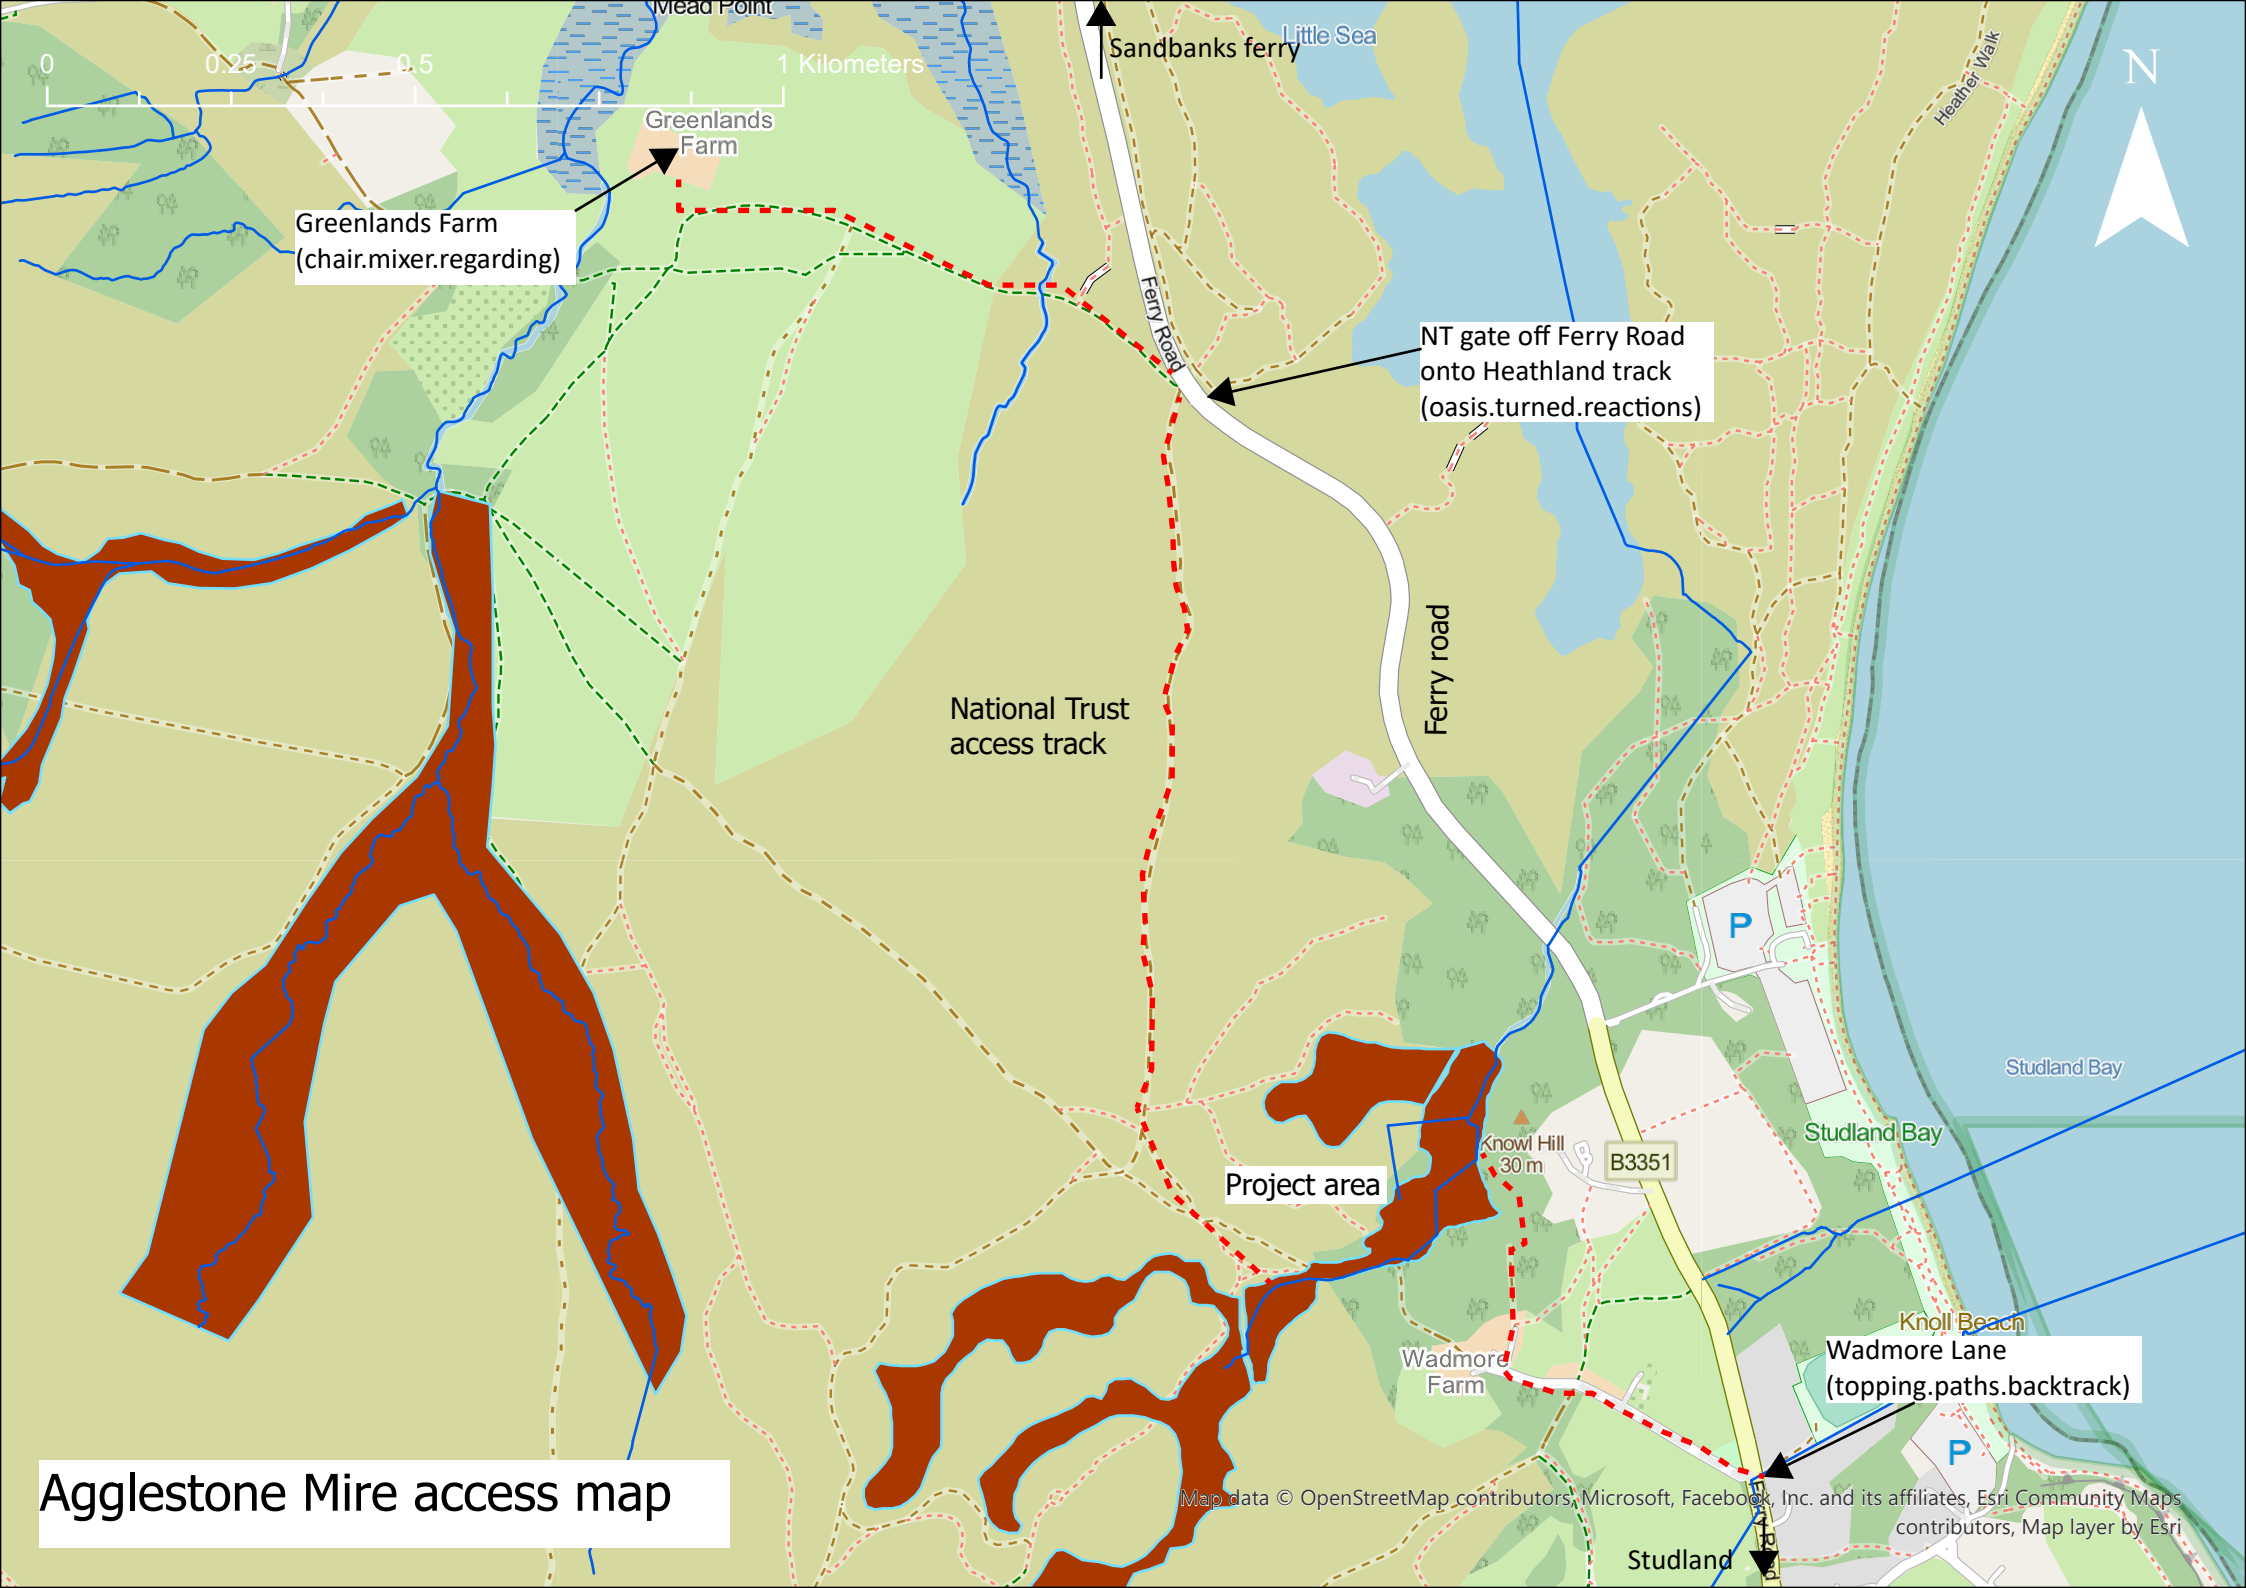 Mead Point
Sandbanks ferry
Little Sea
Heather Walk
N
0 0.25 0.5 1 Kilometers
Greenlands
Farm
Greenlands Farm
(chair.mixer.regarding)
Ferry Road
NT gate off Ferry Road
onto Heathland track
(oasis.turned.reactions)
Ferry road
National Trust
access track
P
Studland Bay
Studland Bay
Knowl Hill
30 m
B3351
Project area
Knoll Beach
Wadmore Lane
(topping.paths.backtrack)
Wadmore
Farm
P
Agglestone Mire access map
Map data © OpenStreetMap contributors, Microsoft, Facebook, Inc. and its affiliates, Esri Community Maps
contributors, Map layer by Esri
Ferry Road
Studland